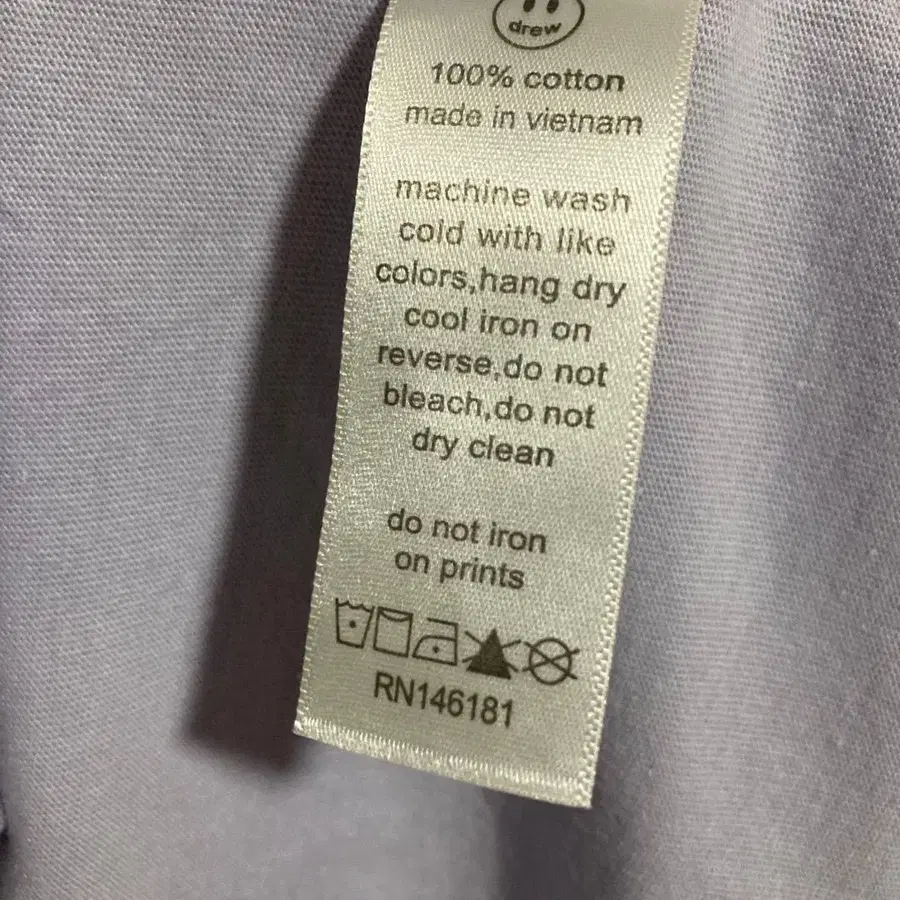 drew
100% cotton
made in vietnam
machine wash
cold with like
colors,hang dry
cool iron on
reverse,do not
bleach,do not
dry clean
do not iron
on prints
RN146181